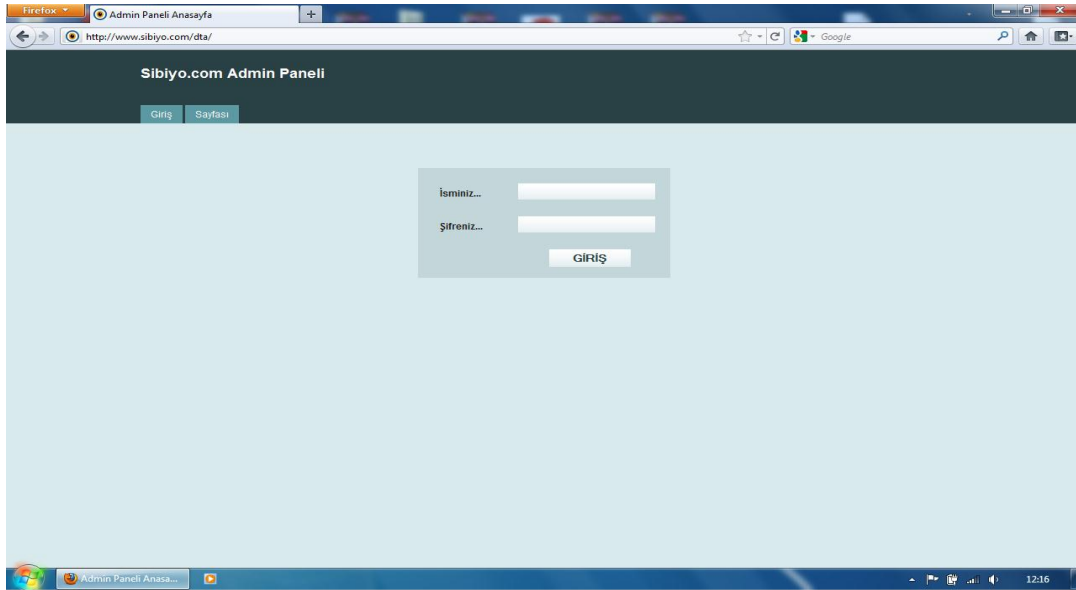 Firefox
Admin Paneli Anasayfa
http://www.sibiyo.com/dta/
Google
Sibiyo.com Admin Paneli
Giriş Sayfası
İsminiz...
Şifreniz...
GİRİŞ
Admin Paneli Anasa...
12:16